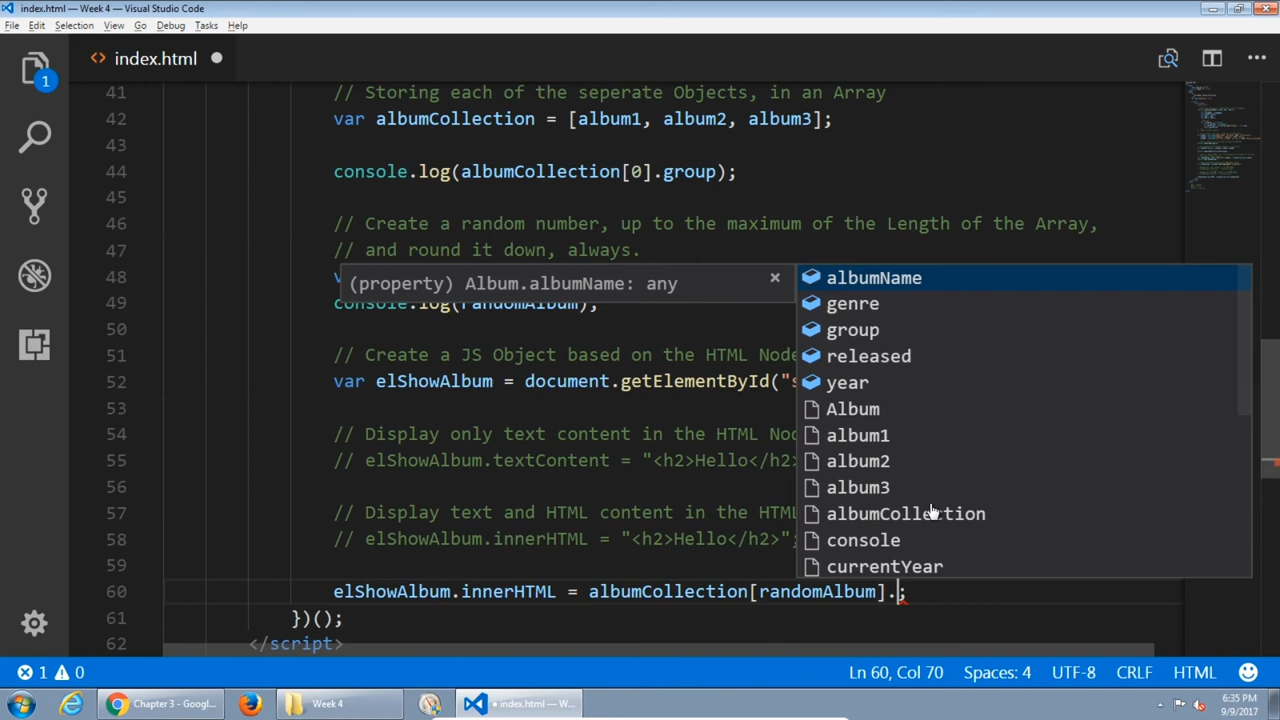 index.html — Week 4 - Visual Studio Code
File Edit Selection View Go Debug Tasks Help
1
<> index.html ●
41 // Storing each of the seperate Objects, in an Array
42 var albumCollection = [album1, album2, album3];
43
44 console.log(albumCollection[0].group);
45
46 // Create a random number, up to the maximum of the Length of the Array,
47 // and round it down, always.
48
(property) Album.albumName: any ×
49 console.log(randomAlbum);
50
51 // Create a JS Object based on the HTML Node
52 var elShowAlbum = document.getElementById("s
53
54 // Display only text content in the HTML Nod
55 // elShowAlbum.textContent = "<h2>Hello</h2>
56
57 // Display text and HTML content in the HTML
58 // elShowAlbum.innerHTML = "<h2>Hello</h2>";
59
60 elShowAlbum.innerHTML = albumCollection[randomAlbum].;
61 })();
62 </script>
albumName
genre
group
released
year
Album
album1
album2
album3
albumCollection
console
currentYear
1 0 Ln 60, Col 70 Spaces: 4 UTF-8 CRLF HTML
Chapter 3 - Googl... Week 4 • index.html — W... 6:35 PM
9/9/2017